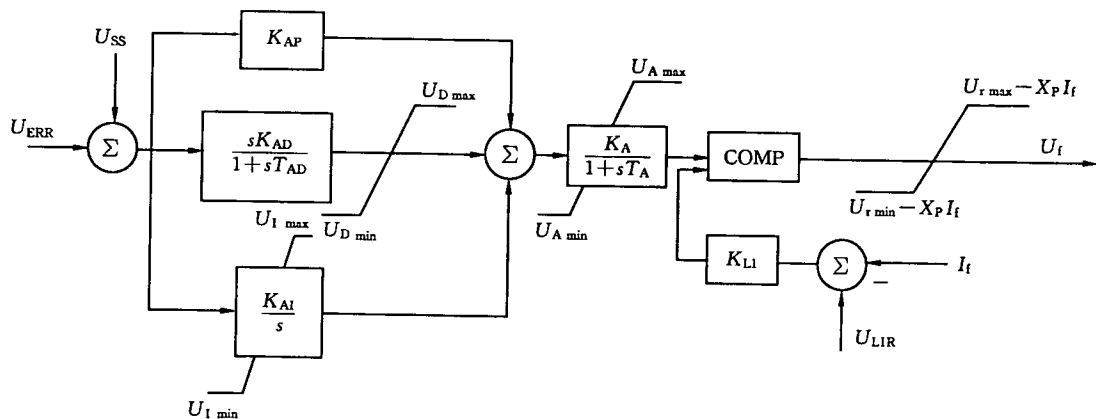 U_SS
U_ERR
Σ
K_AP
sK_AD
1+sT_AD
U_D max
U_D min
U_I max
K_AI
s
U_I min
Σ
U_A max
K_A
1+sT_A
U_A min
COMP
U_r max − X_P I_f
U_f
U_r min − X_P I_f
K_L1
Σ
I_f
−
U_LIR